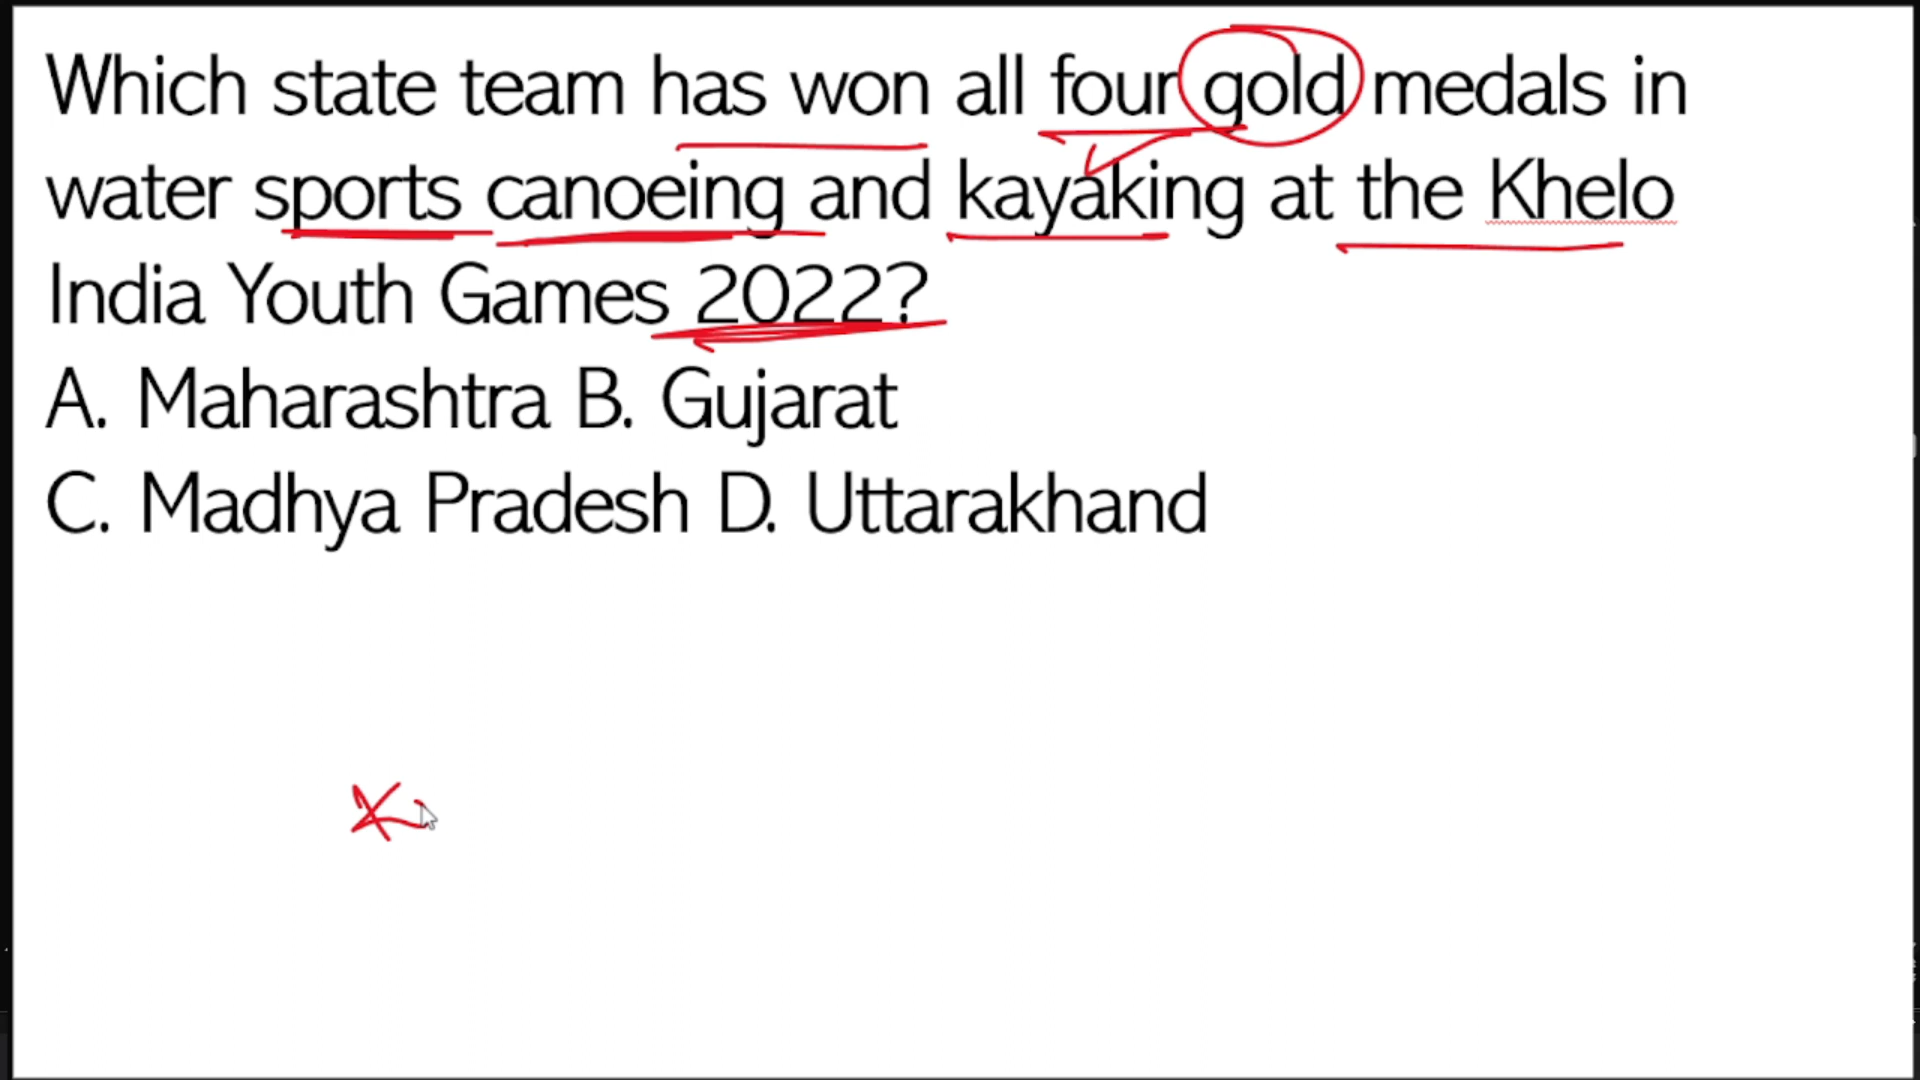 Which state team has won all four gold medals in
water sports canoeing and kayaking at the Khelo
India Youth Games 2022?
A. Maharashtra B. Gujarat
C. Madhya Pradesh D. Uttarakhand